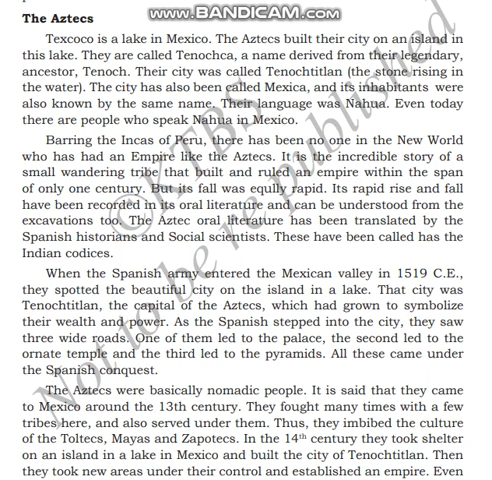 WWW.BANDICAM.COM
The Aztecs
Texcoco is a lake in Mexico. The Aztecs built their city on an island in
this lake. They are called Tenochca, a name derived from their legendary,
ancestor, Tenoch. Their city was called Tenochtitlan (the stone rising in
the water). The city has also been called Mexica, and its inhabitants were
also known by the same name. Their language was Nahua. Even today
there are people who speak Nahua in Mexico.
Barring the Incas of Peru, there has been no one in the New World
who has had an Empire like the Aztecs. It is the incredible story of a
small wandering tribe that built and ruled an empire within the span
of only one century. But its fall was eqully rapid. Its rapid rise and fall
have been recorded in its oral literature and can be understood from the
excavations too. The Aztec oral literature has been translated by the
Spanish historians and Social scientists. These have been called has the
Indian codices.
When the Spanish army entered the Mexican valley in 1519 C.E.,
they spotted the beautiful city on the island in a lake. That city was
Tenochtitlan, the capital of the Aztecs, which had grown to symbolize
their wealth and power. As the Spanish stepped into the city, they saw
three wide roads. One of them led to the palace, the second led to the
ornate temple and the third led to the pyramids. All these came under
the Spanish conquest.
The Aztecs were basically nomadic people. It is said that they came
to Mexico around the 13th century. They fought many times with a few
tribes here, and also served under them. Thus, they imbibed the culture
of the Toltecs, Mayas and Zapotecs. In the 14th century they took shelter
on an island in a lake in Mexico and built the city of Tenochtitlan. Then
they took new areas under their control and established an empire. Even
©KTBS
Not to be republished